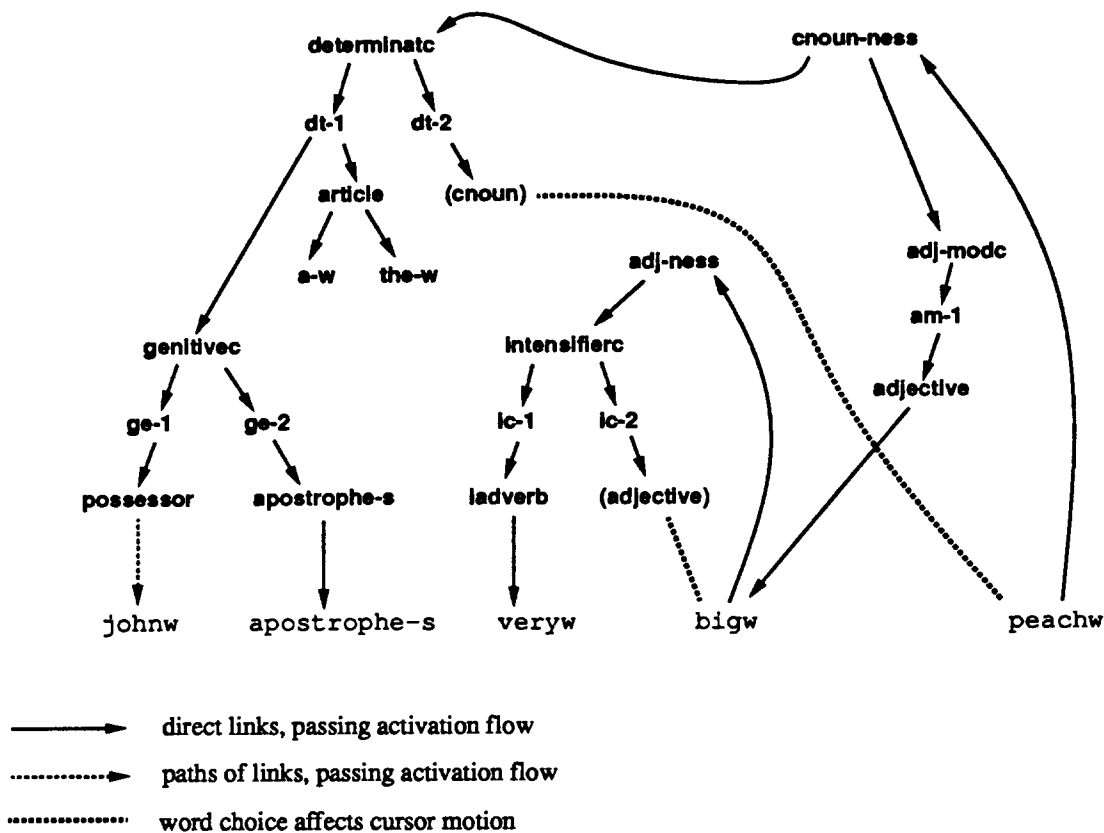 determinatc cnoun-ness
dt-1 dt-2
article (cnoun)
a-w the-w adj-ness adj-modc
am-1
genitivec intensifierc
adjective
ge-1 ge-2 ic-1 ic-2
possessor apostrophe-s iadverb (adjective)
johnw apostrophe-s veryw bigw peachw
direct links, passing activation flow
paths of links, passing activation flow
word choice affects cursor motion